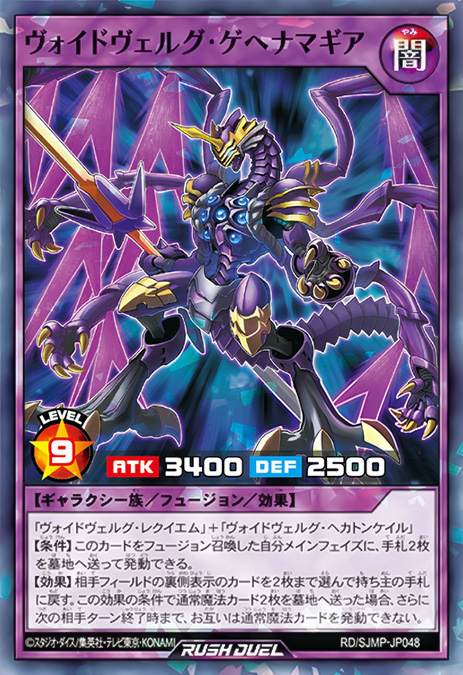 ヴォイドヴェルグ・ゲヘナマギア
やみ
闇
LEVEL
9
ATK 3400 DEF 2500
【ギャラクシー族／フュージョン／効果】
「ヴォイドヴェルグ・レクイエム」+「ヴォイドヴェルグ・ヘカトンケイル」
【条件】このカードをフュージョン召喚した自分メインフェイズに、手札２枚
を墓地へ送って発動できる。
【効果】相手フィールドの裏側表示のカードを２枚まで選んで持ち主の手札
に戻す。この効果の条件で通常魔法カード２枚を墓地へ送った場合、さらに
次の相手ターン終了時まで、お互いは通常魔法カードを発動できない。
©スタジオ・ダイス/集英社・テレビ東京・KONAMI
RD/SJMP-JP048
RUSH DUEL